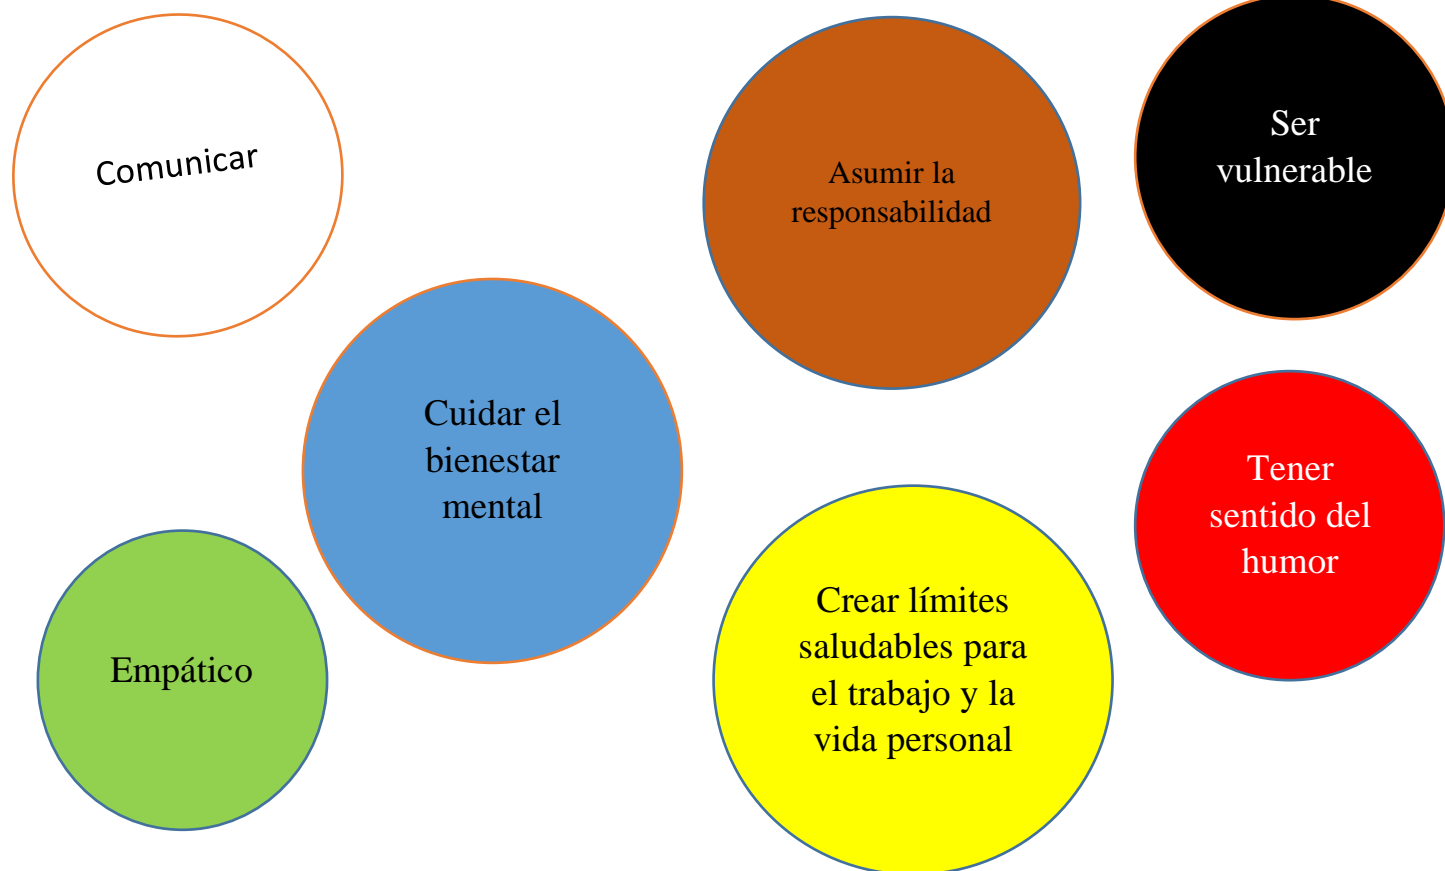 Comunicar
Asumir la
responsabilidad
Ser
vulnerable
Cuidar el
bienestar
mental
Tener
sentido del
humor
Empático
Crear límites
saludables para
el trabajo y la
vida personal